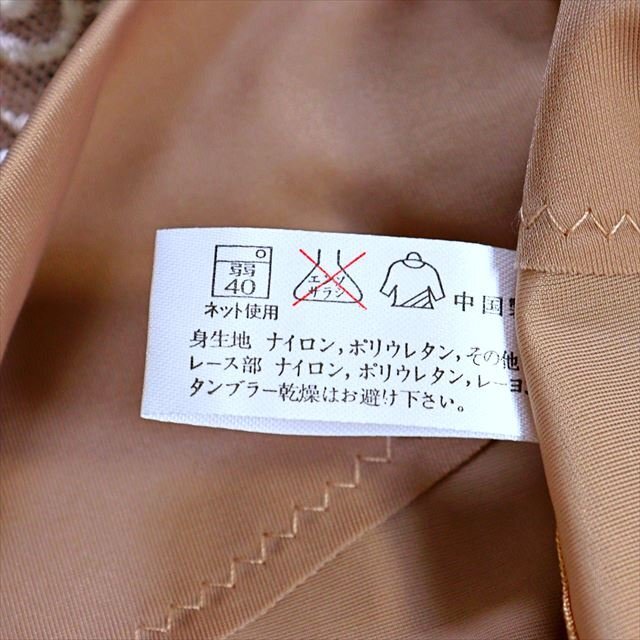 弱
40
ネット使用
エンソ
サラシ
中国
身生地 ナイロン,ポリウレタン,その他
レース部 ナイロン,ポリウレタン,レーヨ
タンブラー乾燥はお避け下さい。